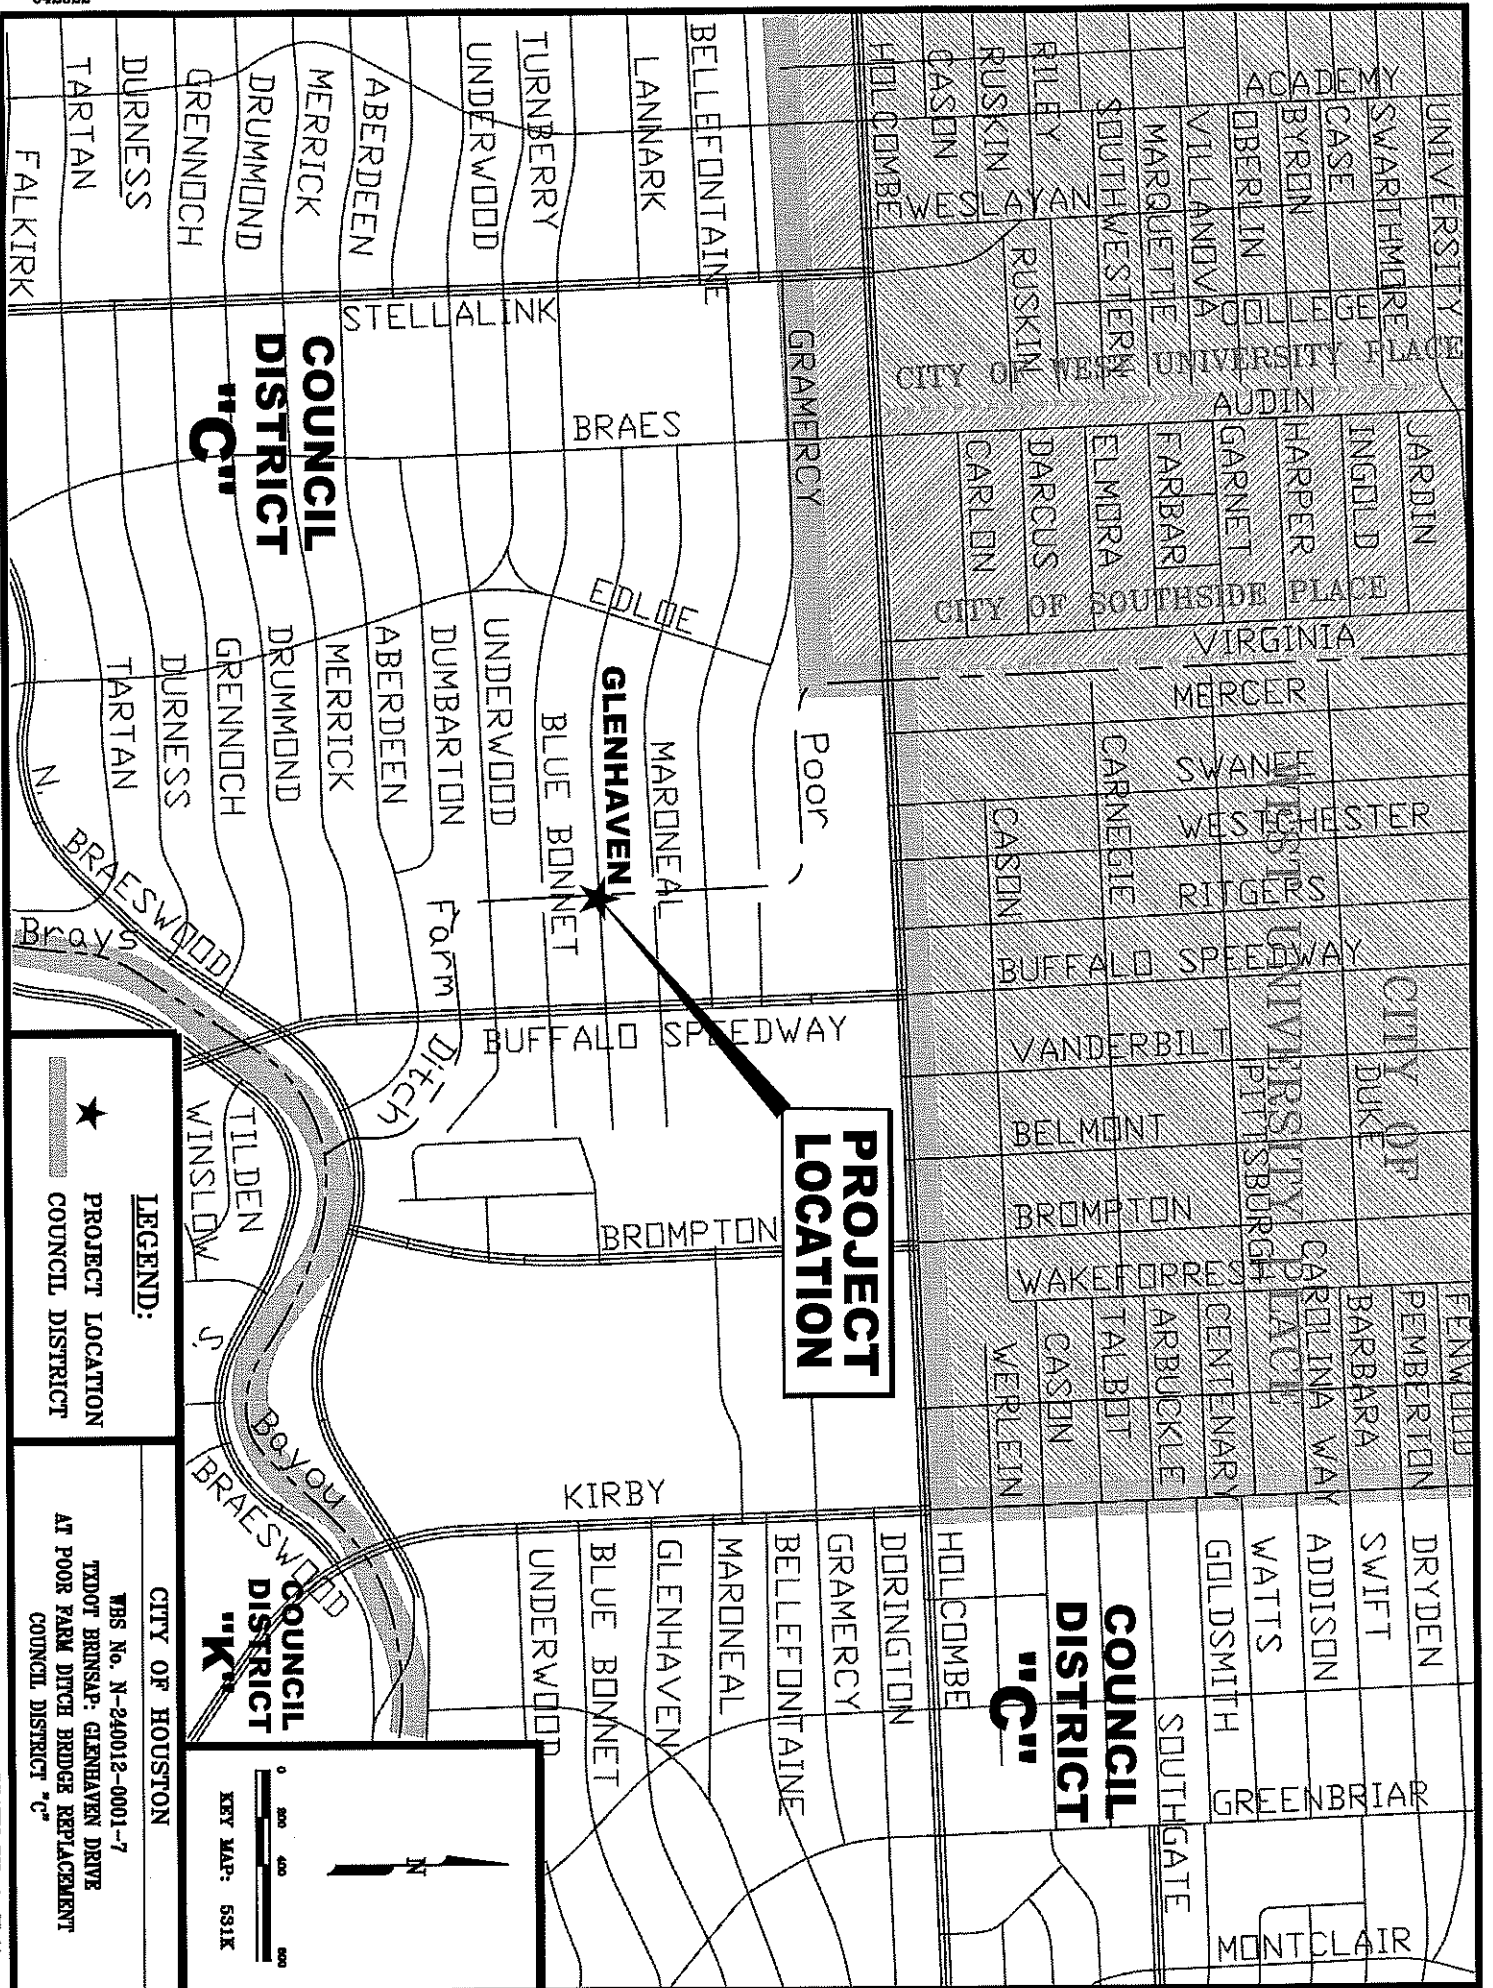 UNIVERSITY
SWARTHMORE
CASE
BYRON
OBERLIN
VILLANOVA
MARQUETTE
SOUTHWESTERN
RILEY
RUSKIN
CASON
HOLCOMBE
ACADEMY
WESLAYAN
RUSKIN
COLLEGE
CITY OF WEST UNIVERSITY PLACE
AUDIN
JARDIN
INGOLD
HARPER
GARNET
FARBAR
ELMORA
DARCUS
CARLON
CITY OF SOUTHSIDE PLACE
VIRGINIA
MERCER
SWANEE
CARNEGIE
WESTCHESTER
CASON
RITGERS
BUFFALO SPEEDWAY
VANDERBILT
DUKE
PITTSBURGH
BELMONT
BROMPTON
WAKEFORREST
CITY OF
WEST UNIVERSITY PLACE
FENWOOD
PEMBERTON
BARBARA
CAROLINA WAY
CENTENARY
ARBUCKLE
TALBOT
CASON
WERLEIN
DRYDEN
SWIFT
ADDISON
WATTS
GOLDSMITH
SOUTHGATE
GREENBRIAR
MONTCLAIR
COUNCIL
DISTRICT
"C"
BELLEFONTAINE
LANNARK
TURNBERRY
UNDERWOOD
ABERDEEN
MERRICK
DRUMMOND
GRENNOCH
DURNESS
TARTAN
FALKIRK
STELLALINK
GRAMERCY
BRAES
COUNCIL
DISTRICT
"C"
EDLOE
Poor
MARONEAL
GLENHAVEN
BLUE BONNET
UNDERWOOD
DUMBARTON
ABERDEEN
MERRICK
DRUMMOND
GRENNOCH
DURNESS
TARTAN
N. BRAESWOOD
Farm
Ditch
BUFFALO SPEEDWAY
PROJECT
LOCATION
BROMPTON
Brays
Bayou
TILDEN
WINSLOW
S. BRAESWOOD
KIRBY
HOLCOMBE
DORINGTON
GRAMERCY
BELLEFONTAINE
MARONEAL
GLENHAVEN
BLUE BONNET
UNDERWOOD
COUNCIL
DISTRICT
"K"
LEGEND:
PROJECT LOCATION
COUNCIL DISTRICT
N
0 200 400 800
KEY MAP: 531K
CITY OF HOUSTON
WBS No. N-240012-0001-7
TXDOT BRINSAP: GLENHAVEN DRIVE
AT POOR FARM DITCH BRIDGE REPLACEMENT
COUNCIL DISTRICT "C"